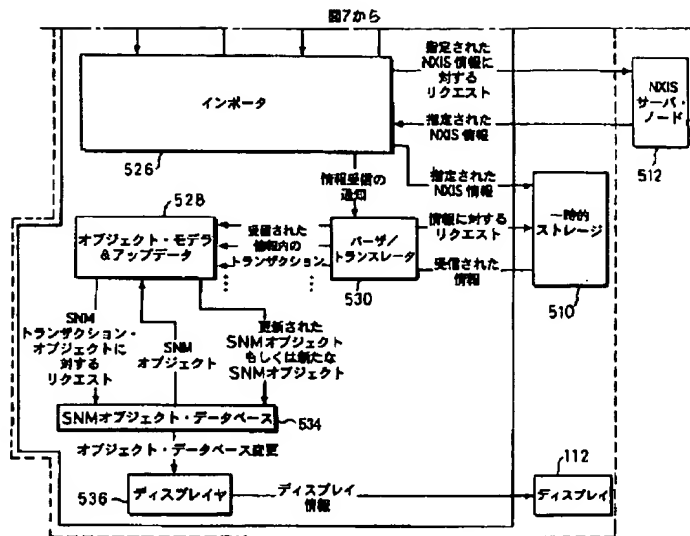 図7から
指定された
NXIS 情報に
対する
リクエスト
NXIS
サーバ・
ノード
512
インポータ
526
指定された
NXIS 情報
情報受信の
通知
指定された
NXIS 情報
528
オブジェクト・モデラ
&アップデータ
受信された
情報内の
トランザクション
パーザ/
トランスレータ
530
情報に対する
リクエスト
受信された
情報
一時的
ストレージ
510
SNM
トランザクション・
オブジェクトに
対する
リクエスト
SNM
オブジェクト
更新された
SNMオブジェクト
もしくは新たな
SNMオブジェクト
SNMオブジェクト・データベース
534
オブジェクト・データベース変更
536
ディスプレイヤ
ディスプレイ
情報
112
ディスプレイ